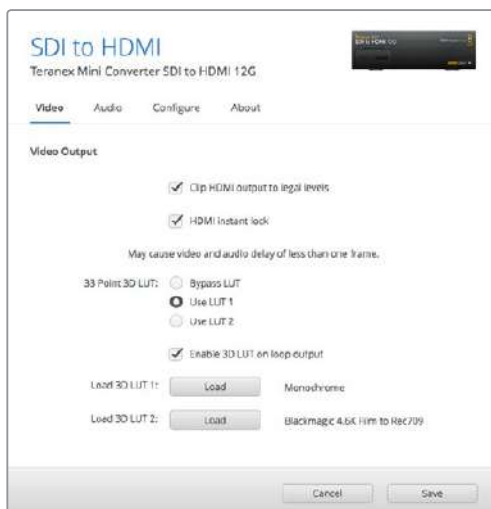 SDI to HDMI
Teranex Mini Converter SDI to HDMI 12G
Video Audio Configure About
Video Output
Clip HDMI output to legal levels
HDMI instant lock
May cause video and audio delay of less than one frame.
33 Point 3D LUT: Bypass LUT
Use LUT 1
Use LUT 2
Enable 3D LUT on loop output
Load 3D LUT 1: Load Monochrome
Load 3D LUT 2: Load Blackmagic 4.6K Film to Rec709
Cancel Save